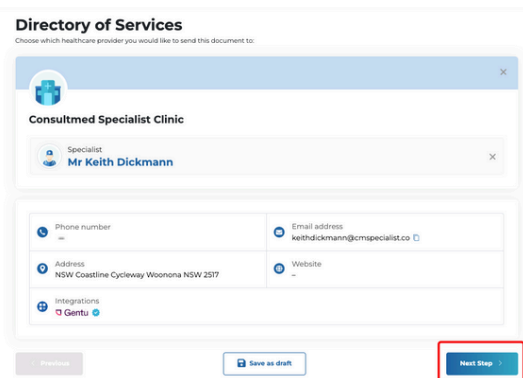 Directory of Services
Choose which healthcare provider you would like to send this document to:
Consultmed Specialist Clinic
Specialist
Mr Keith Dickmann
Phone number
–
Email address
keithdickmann@cmspecialist.co
Address
NSW Coastline Cycleway Woonona NSW 2517
Website
–
Integrations
Gentu
Previous
Save as draft
Next Step